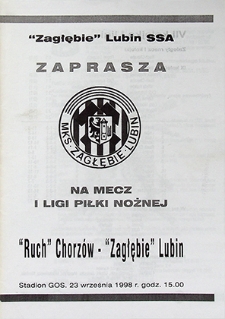 "Zagłębie" Lubin SSA
ZAPRASZA
MKS·ZAGŁĘBIE·LUBIN·
NA MECZ
I LIGI PIŁKI NOŻNEJ
"Ruch" Chorzów - "Zagłębie" Lubin
Stadion GOS, 23 września 1998 r. godz. 15.00